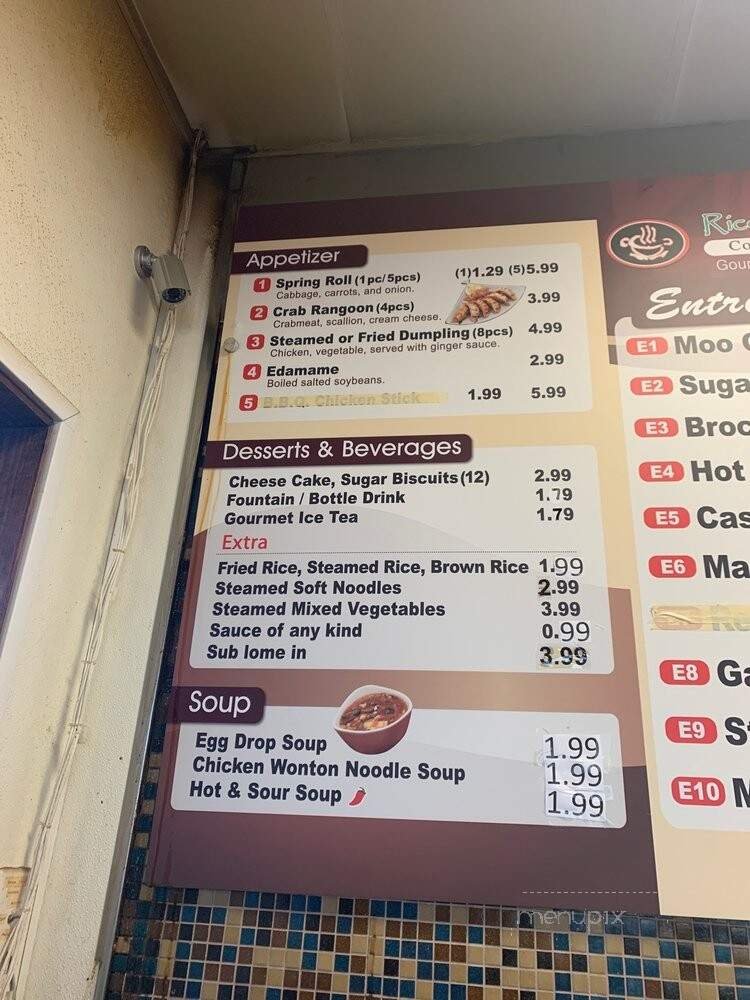 Appetizer
1 Spring Roll (1pc/5pcs) (1)1.29 (5)5.99
Cabbage, carrots, and onion.
2 Crab Rangoon (4pcs) 3.99
Crabmeat, scallion, cream cheese.
3 Steamed or Fried Dumpling (8pcs) 4.99
Chicken, vegetable, served with ginger sauce.
4 Edamame 2.99
Boiled salted soybeans.
5 B.B.Q. Chicken Stick 1.99 5.99
Desserts & Beverages
Cheese Cake, Sugar Biscuits(12) 2.99
Fountain / Bottle Drink 1.79
Gourmet Ice Tea 1.79
Extra
Fried Rice, Steamed Rice, Brown Rice 1.99
Steamed Soft Noodles 2.99
Steamed Mixed Vegetables 3.99
Sauce of any kind 0.99
Sub lome in 3.99
Soup
Egg Drop Soup 1.99
Chicken Wonton Noodle Soup 1.99
Hot & Sour Soup 1.99
Ric
Co
Gour
Entr
E1 Moo
E2 Suga
E3 Broc
E4 Hot
E5 Cas
E6 Ma
E8 Ga
E9 St
E10 M
menupix